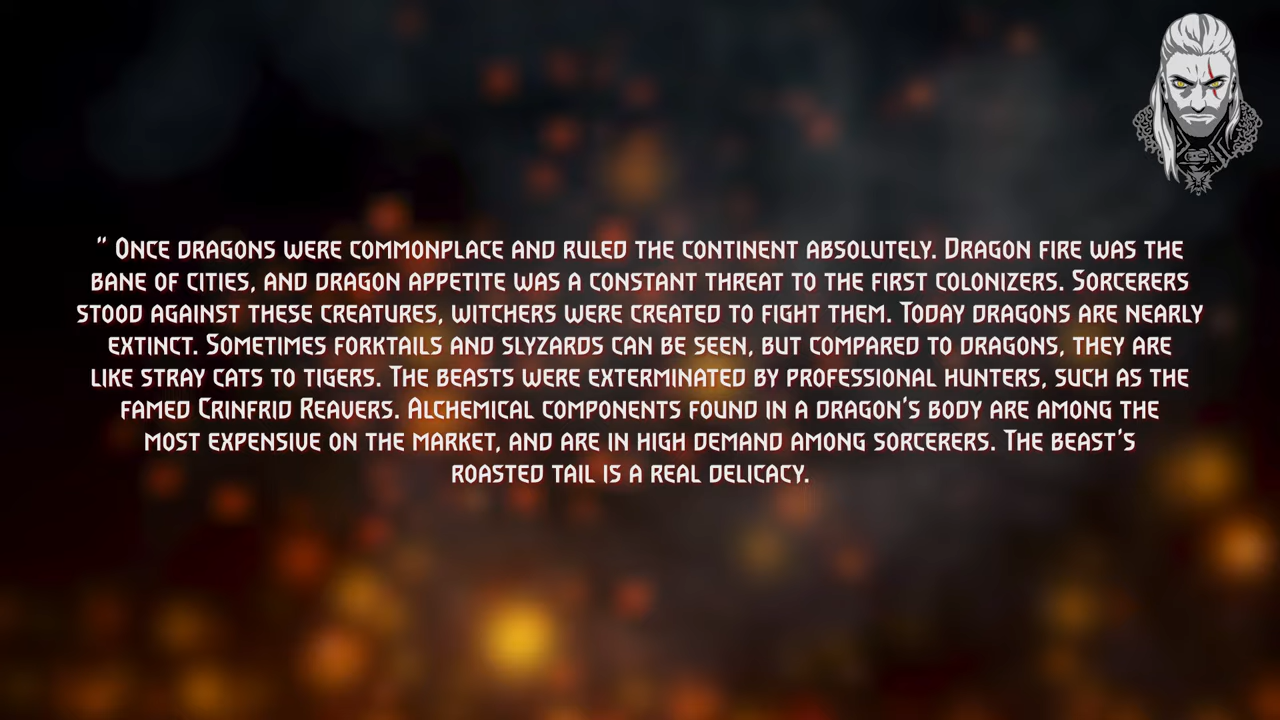 " Once dragons were commonplace and ruled the continent absolutely. Dragon fire was the
bane of cities, and dragon appetite was a constant threat to the first colonizers. Sorcerers
stood against these creatures, witchers were created to fight them. Today dragons are nearly
extinct. Sometimes forktails and slyzards can be seen, but compared to dragons, they are
like stray cats to tigers. The beasts were exterminated by professional hunters, such as the
famed Crinfrid Reavers. Alchemical components found in a dragon's body are among the
most expensive on the market, and are in high demand among sorcerers. The beast's
roasted tail is a real delicacy.